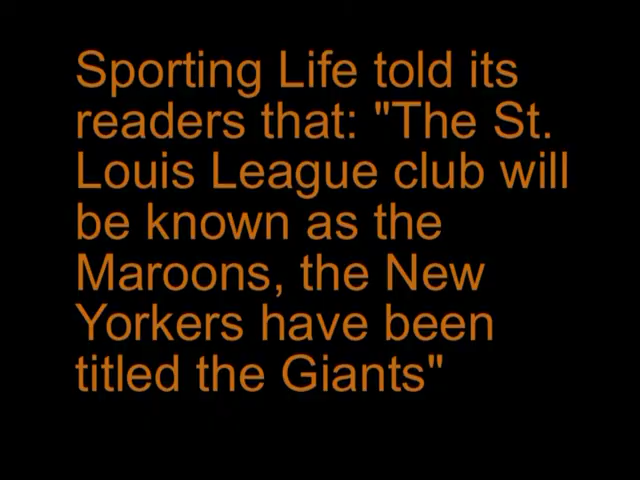 Sporting Life told its
readers that: "The St.
Louis League club will
be known as the
Maroons, the New
Yorkers have been
titled the Giants"